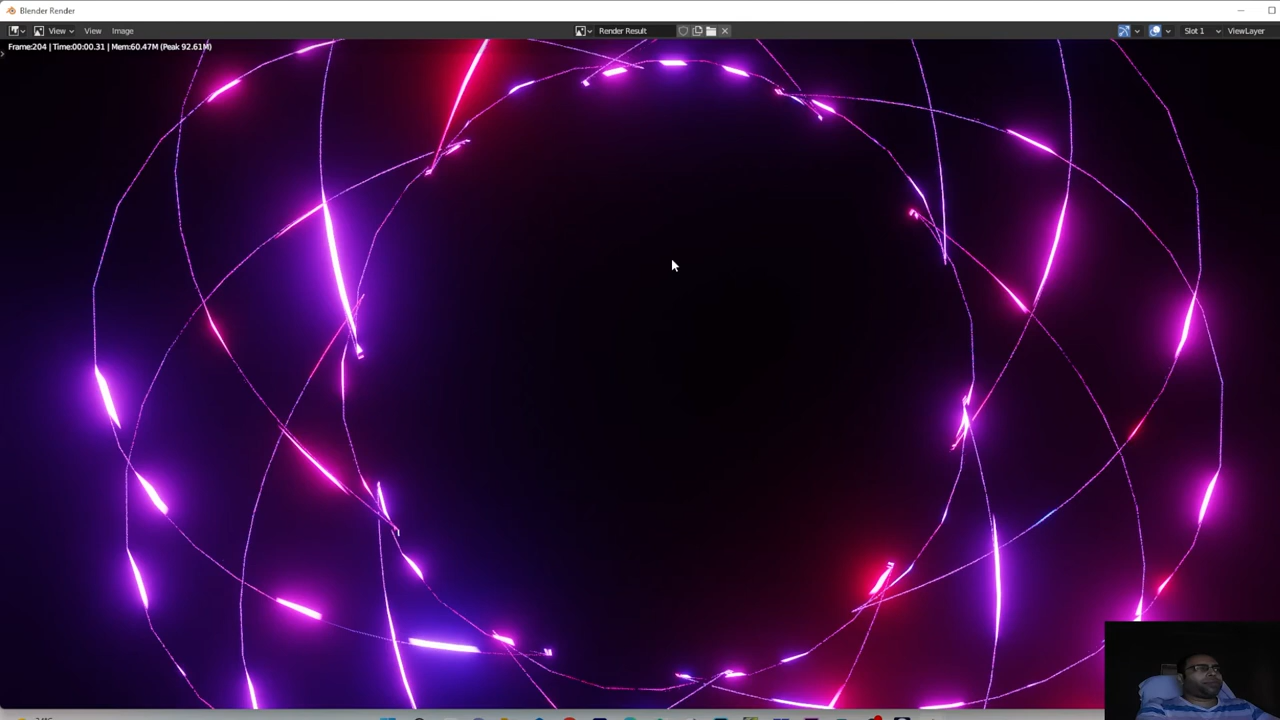 Blender Render
View View Image Render Result Slot 1 ViewLayer
Frame:204 | Time:00:00.31 | Mem:60.47M (Peak 92.61M)